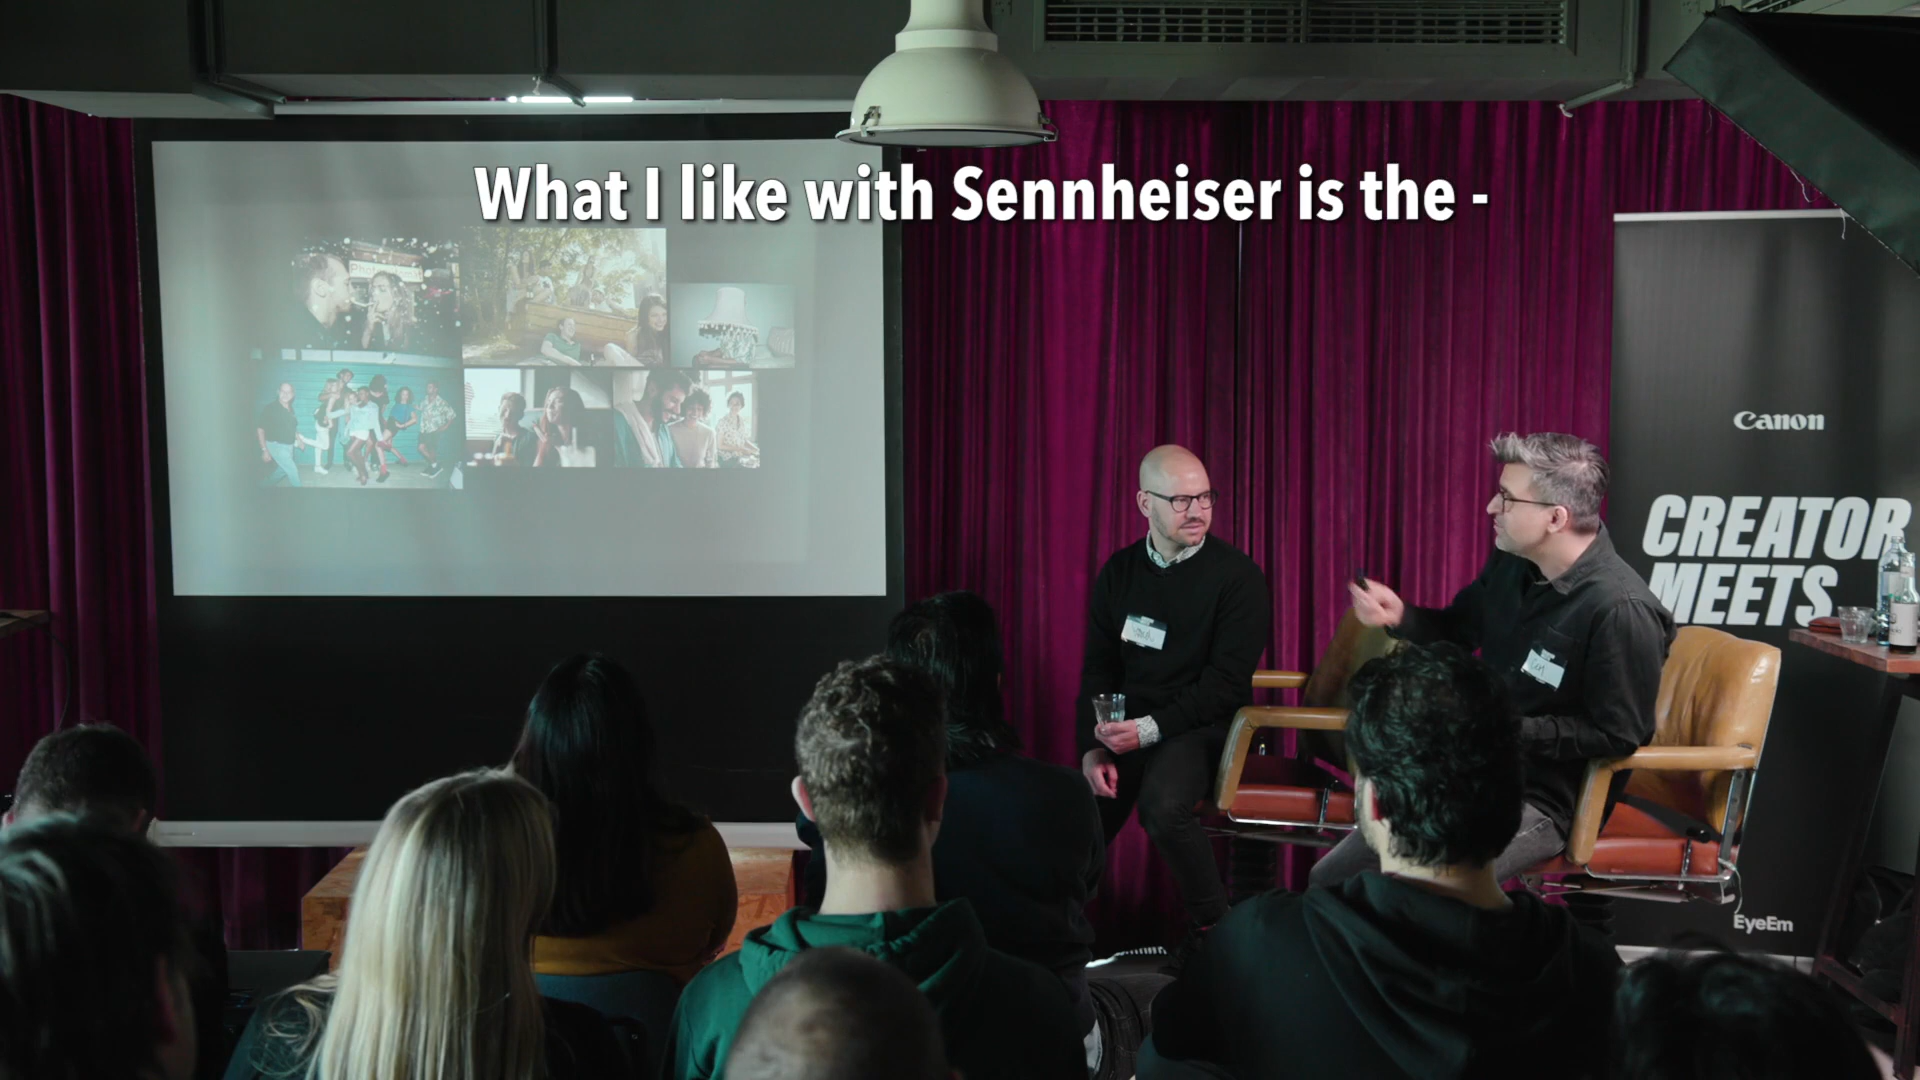 What I like with Sennheiser is the -
Canon
CREATOR
MEETS
EyeEm